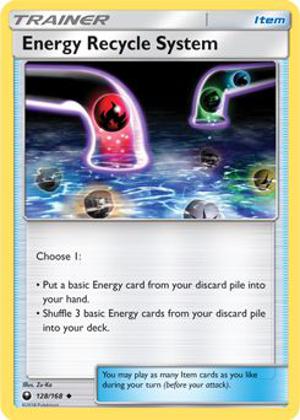 TRAINER
Item
Energy Recycle System
Choose 1:
• Put a basic Energy card from your discard pile into
your hand.
• Shuffle 3 basic Energy cards from your discard pile
into your deck.
Illus. Zu-Ka
128/168 ◆
©2018 Pokémon
You may play as many Item cards as you like
during your turn (before your attack).